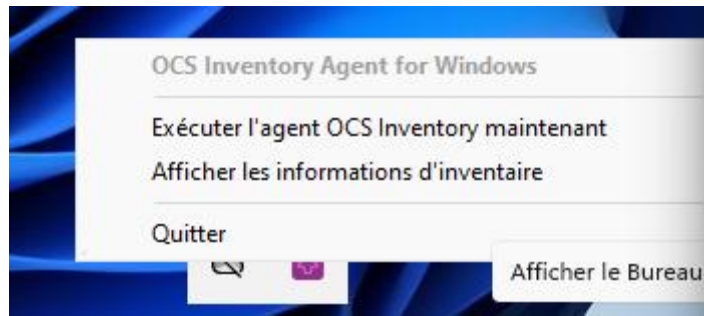 OCS Inventory Agent for Windows
Exécuter l'agent OCS Inventory maintenant
Afficher les informations d'inventaire
Quitter
Afficher le Bureau